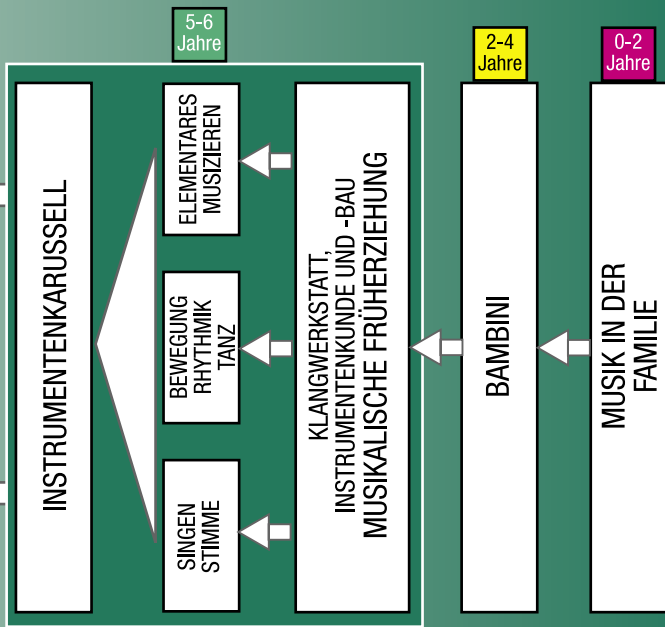 5-6
Jahre
2-4
Jahre
0-2
Jahre
INSTRUMENTENKARUSSELL
ELEMENTARES
MUSIZIEREN
BEWEGUNG
RHYTHMIK
TANZ
SINGEN
STIMME
KLANGWERKSTATT,
INSTRUMENTENKUNDE UND -BAU
MUSIKALISCHE FRÜHERZIEHUNG
BAMBINI
MUSIK IN DER
FAMILIE